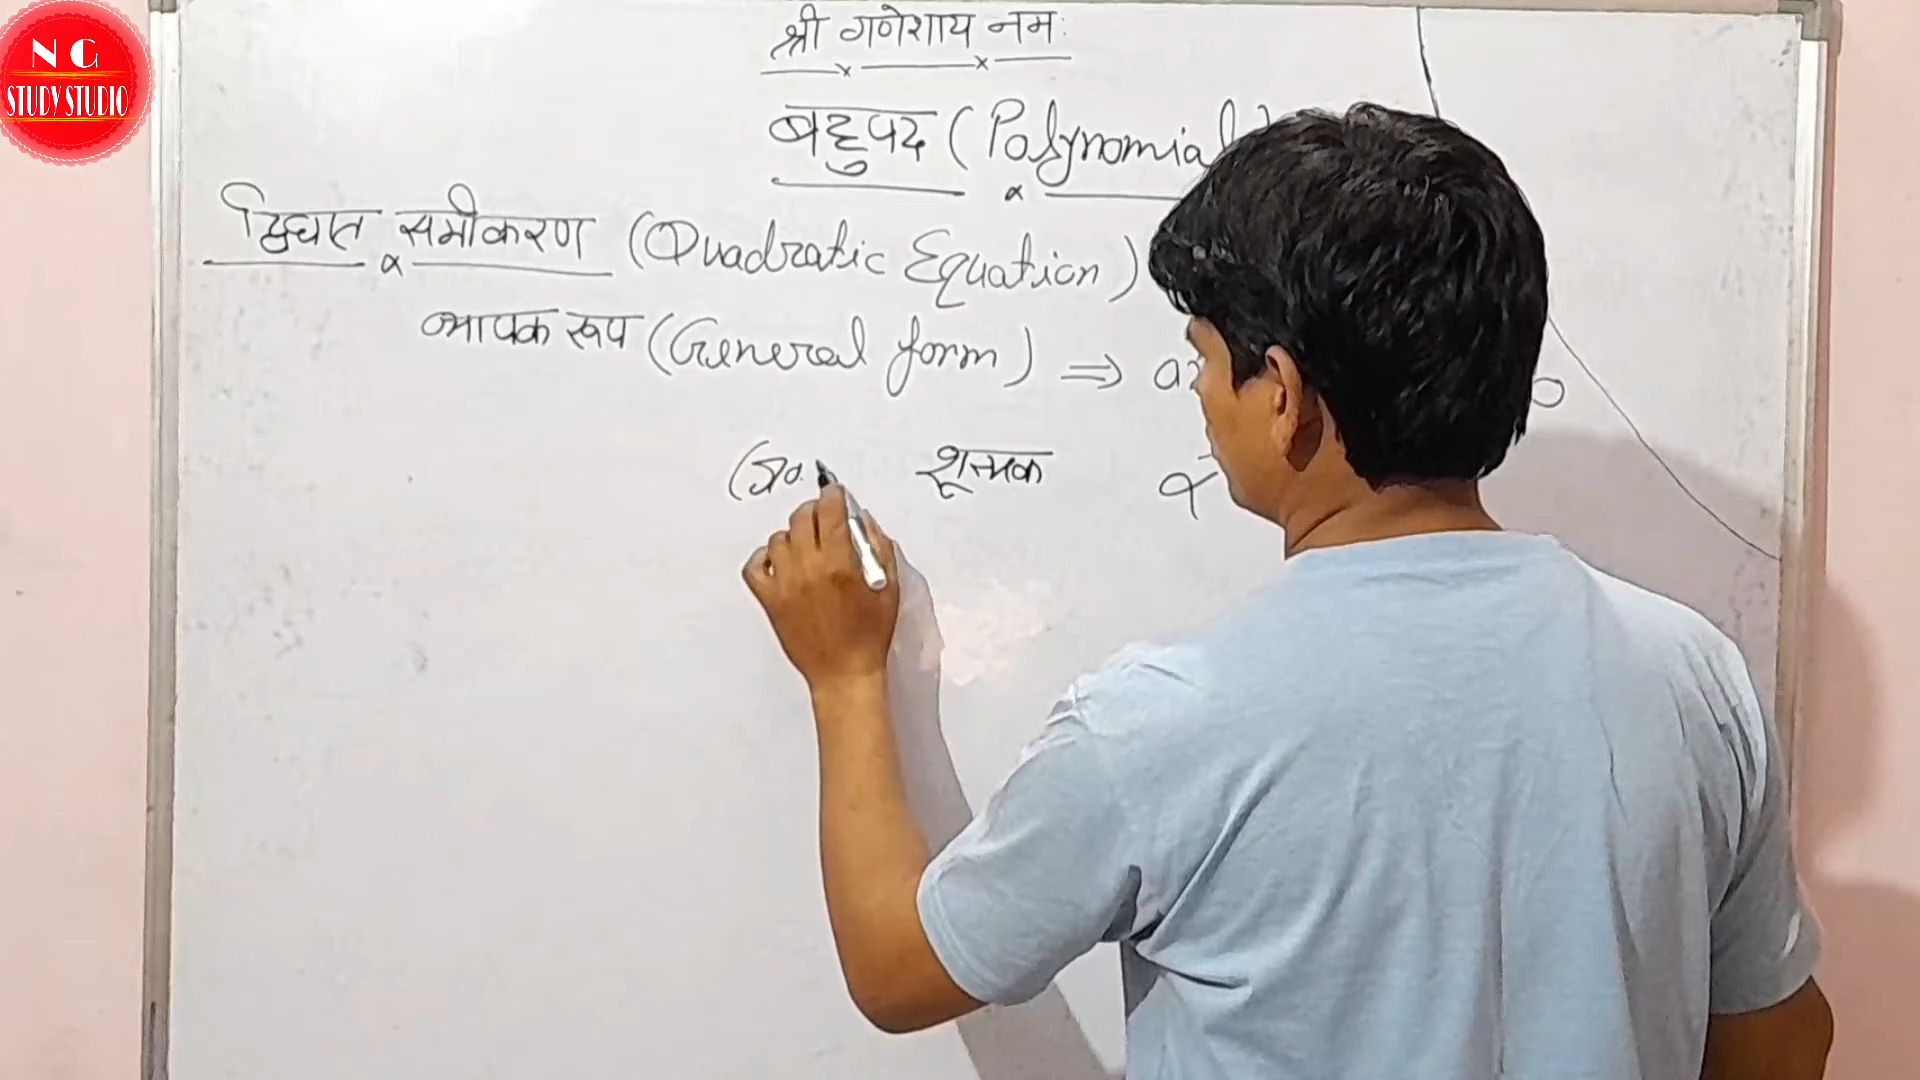 N G
STUDY STUDIO
श्री गणेशाय नमः
बहुपद (Polynomial)
द्विघात समीकरण (Quadratic Equation)
व्यापक रूप (General form) ⇒ a
शून्यक α